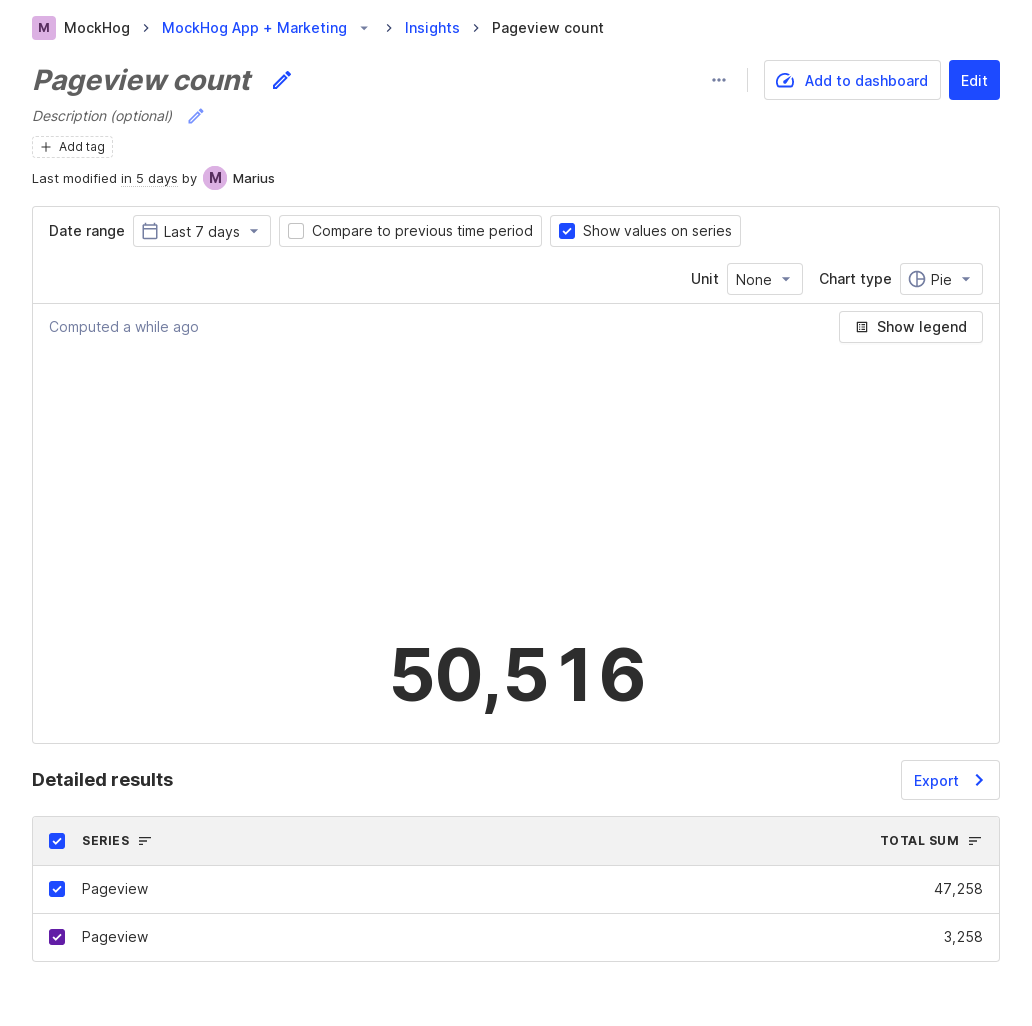 M MockHog MockHog App + Marketing Insights Pageview count
Pageview count
Add to dashboard Edit
Description (optional)
Add tag
Last modified in 5 days by M Marius
Date range Last 7 days Compare to previous time period Show values on series
Unit None Chart type Pie
Computed a while ago Show legend
50,516
Detailed results Export
SERIES TOTAL SUM
Pageview 47,258
Pageview 3,258